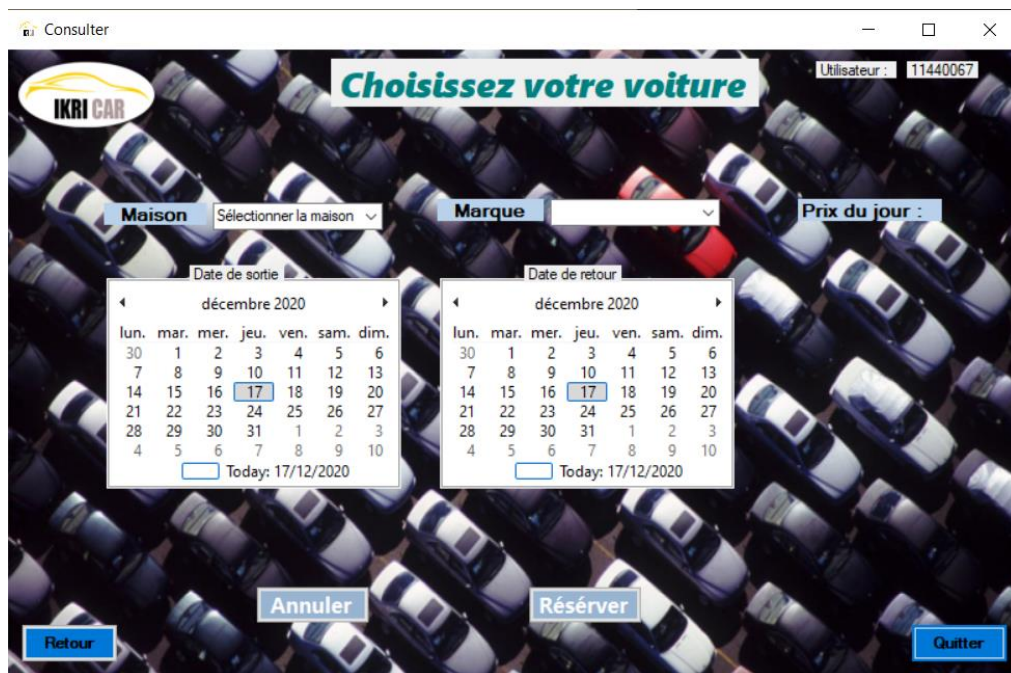 Consulter
IKRI CAR
Choisissez votre voiture
Utilisateur : 11440067
Maison Sélectionner la maison
Marque
Prix du jour :
Date de sortie
décembre 2020
lun. mar. mer. jeu. ven. sam. dim.
30 1 2 3 4 5 6
7 8 9 10 11 12 13
14 15 16 17 18 19 20
21 22 23 24 25 26 27
28 29 30 31 1 2 3
4 5 6 7 8 9 10
Today: 17/12/2020
Date de retour
décembre 2020
lun. mar. mer. jeu. ven. sam. dim.
30 1 2 3 4 5 6
7 8 9 10 11 12 13
14 15 16 17 18 19 20
21 22 23 24 25 26 27
28 29 30 31 1 2 3
4 5 6 7 8 9 10
Today: 17/12/2020
Annuler
Résérver
Retour
Quitter